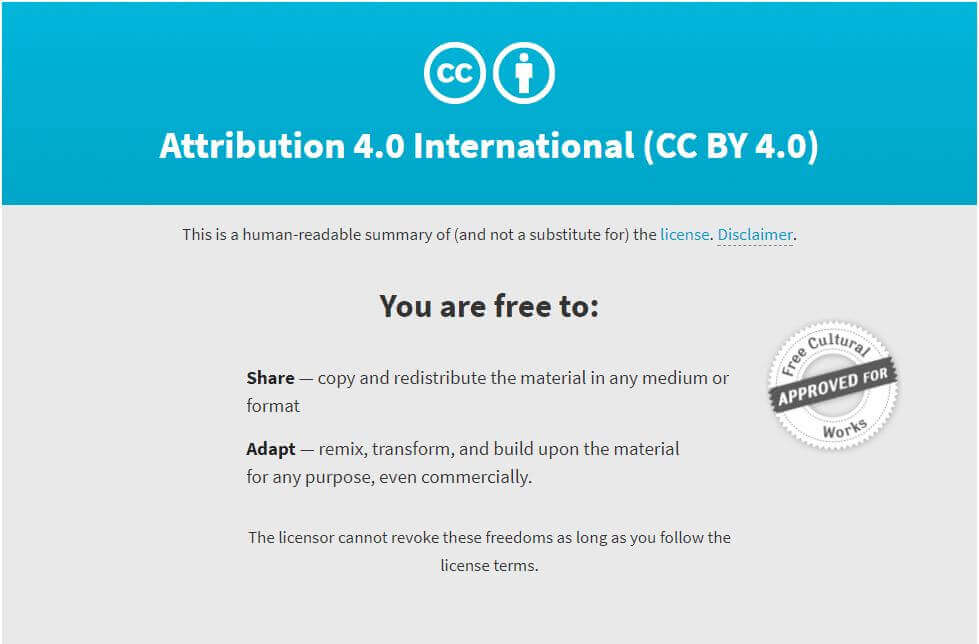 cc
Attribution 4.0 International (CC BY 4.0)
This is a human-readable summary of (and not a substitute for) the license. Disclaimer.
You are free to:
Share — copy and redistribute the material in any medium or
format
Free Cultural
APPROVED FOR
Works
Adapt — remix, transform, and build upon the material
for any purpose, even commercially.
The licensor cannot revoke these freedoms as long as you follow the
license terms.